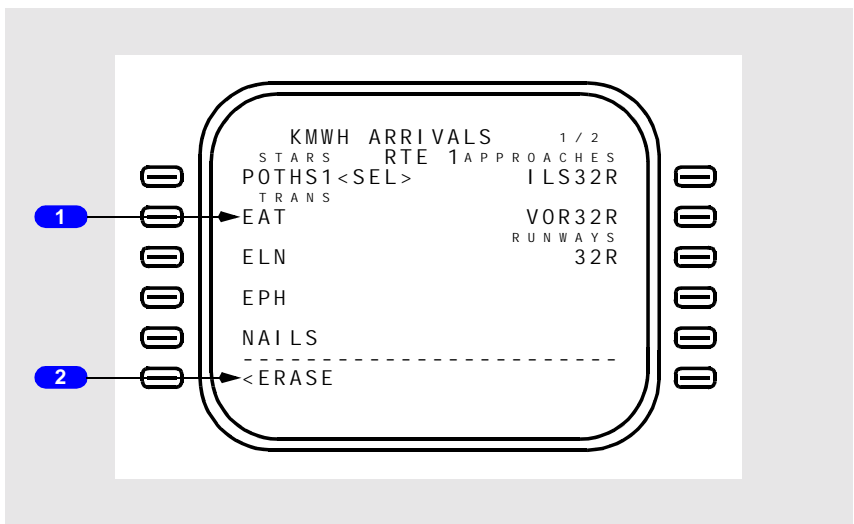 KMWH ARRIVALS 1/2
STARS RTE 1 APPROACHES
POTHS1<SEL> ILS32R
TRANS
1 EAT VOR32R
RUNWAYS
ELN 32R
EPH
NAILS
------------------------
2 <ERASE